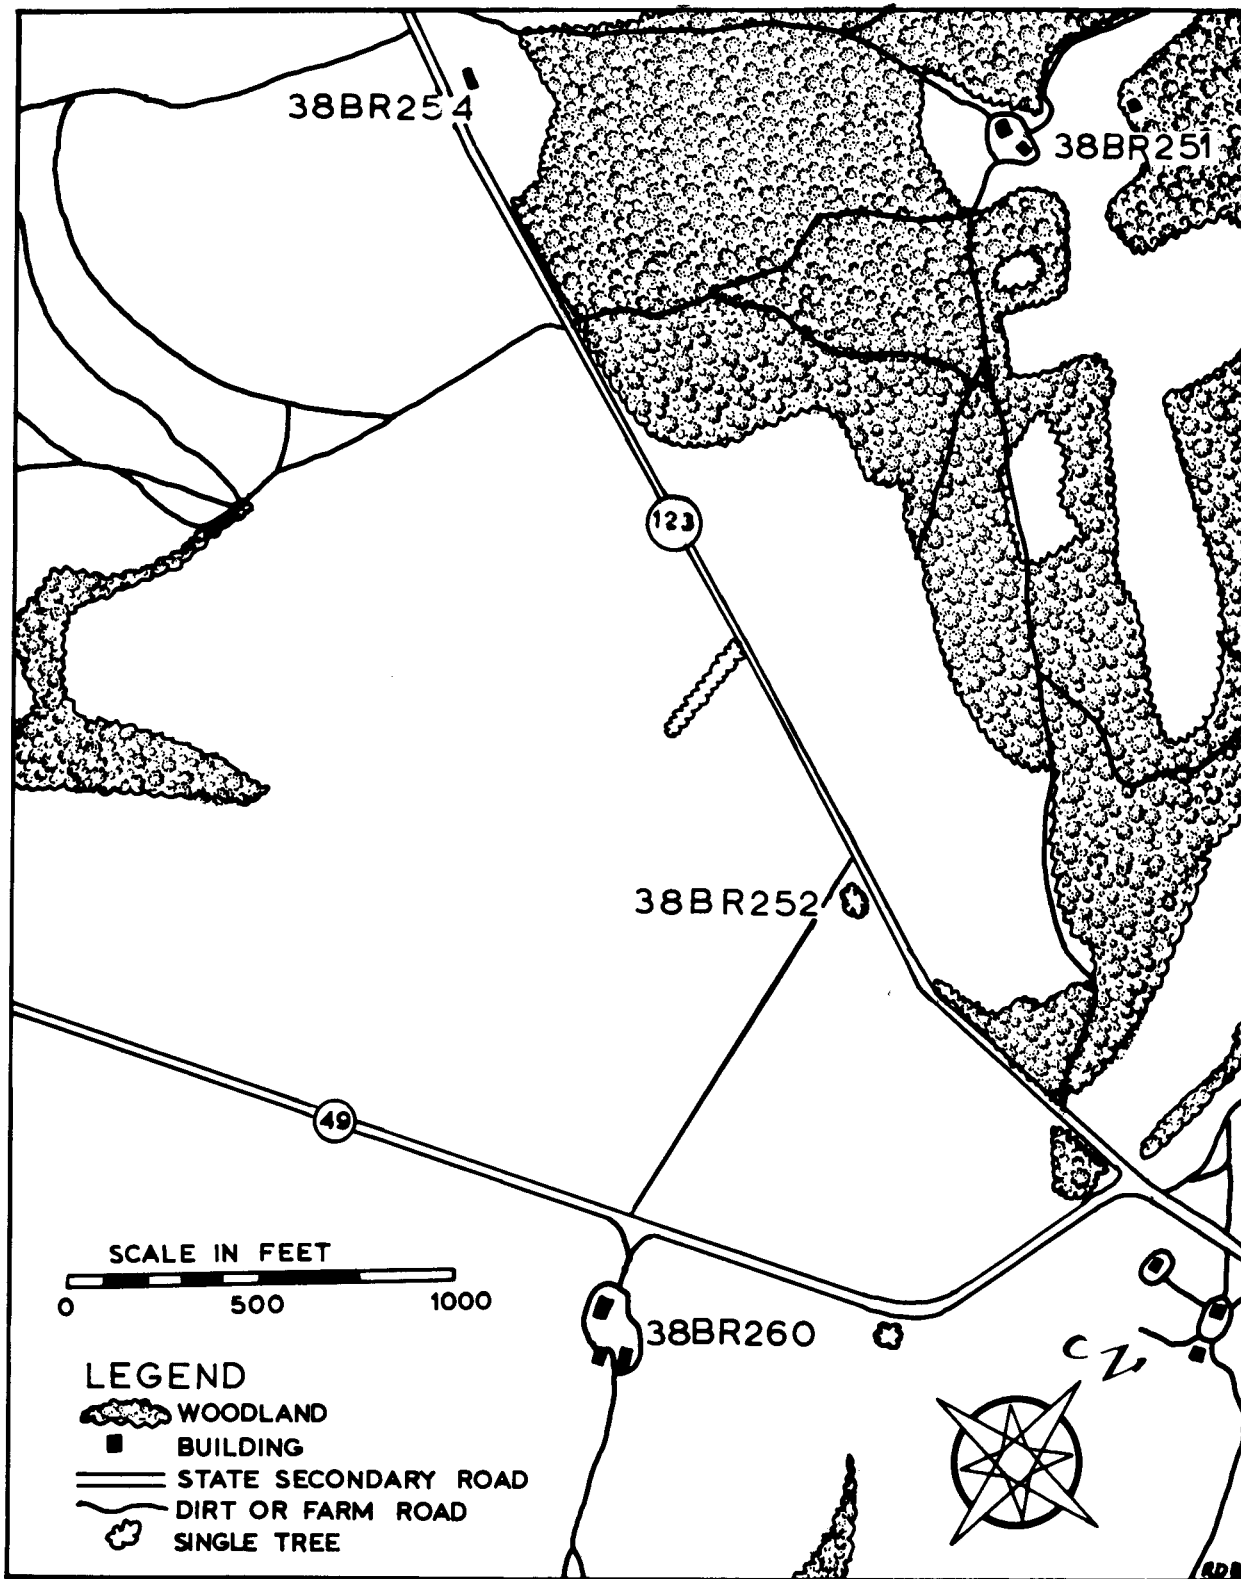 38BR254
38BR251
123
38BR252
49
SCALE IN FEET
0 500 1000
38BR260
N
LEGEND
WOODLAND
BUILDING
STATE SECONDARY ROAD
DIRT OR FARM ROAD
SINGLE TREE